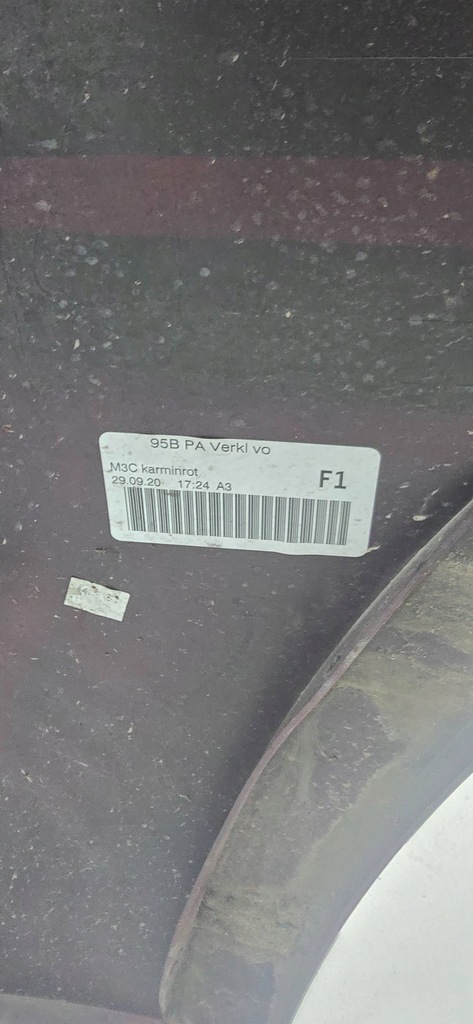 95B PA Verkl vo
M3C karminrot
29.09.20 17:24 A3
F1